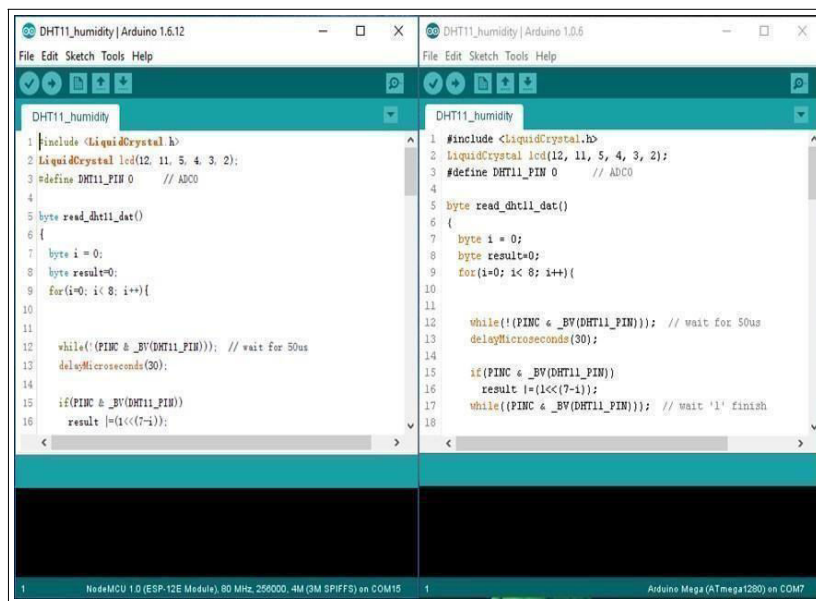 DHT11_humidity | Arduino 1.6.12
File Edit Sketch Tools Help
DHT11_humidity
1 #include <LiquidCrystal.h>
2 LiquidCrystal lcd(12, 11, 5, 4, 3, 2);
3 #define DHT11_PIN 0 // ADC0
4
5 byte read_dht11_dat()
6 {
7 byte i = 0;
8 byte result=0;
9 for(i=0; i< 8; i++){
10
11
12 while(!(PINC & _BV(DHT11_PIN))); // wait for 50us
13 delayMicroseconds(30);
14
15 if(PINC & _BV(DHT11_PIN))
16 result |=(1<<(7-i));
1
NodeMCU 1.0 (ESP-12E Module), 80 MHz, 256000, 4M (3M SPIFFS) on COM15
DHT11_humidity | Arduino 1.0.6
File Edit Sketch Tools Help
DHT11_humidity
1 #include <LiquidCrystal.h>
2 LiquidCrystal lcd(12, 11, 5, 4, 3, 2);
3 #define DHT11_PIN 0 // ADC0
4
5 byte read_dht11_dat()
6 {
7 byte i = 0;
8 byte result=0;
9 for(i=0; i< 8; i++){
10
11
12 while(!(PINC & _BV(DHT11_PIN))); // wait for 50us
13 delayMicroseconds(30);
14
15 if(PINC & _BV(DHT11_PIN))
16 result |=(1<<(7-i));
17 while((PINC & _BV(DHT11_PIN))); // wait '1' finish
18
1
Arduino Mega (ATmega1280) on COM7